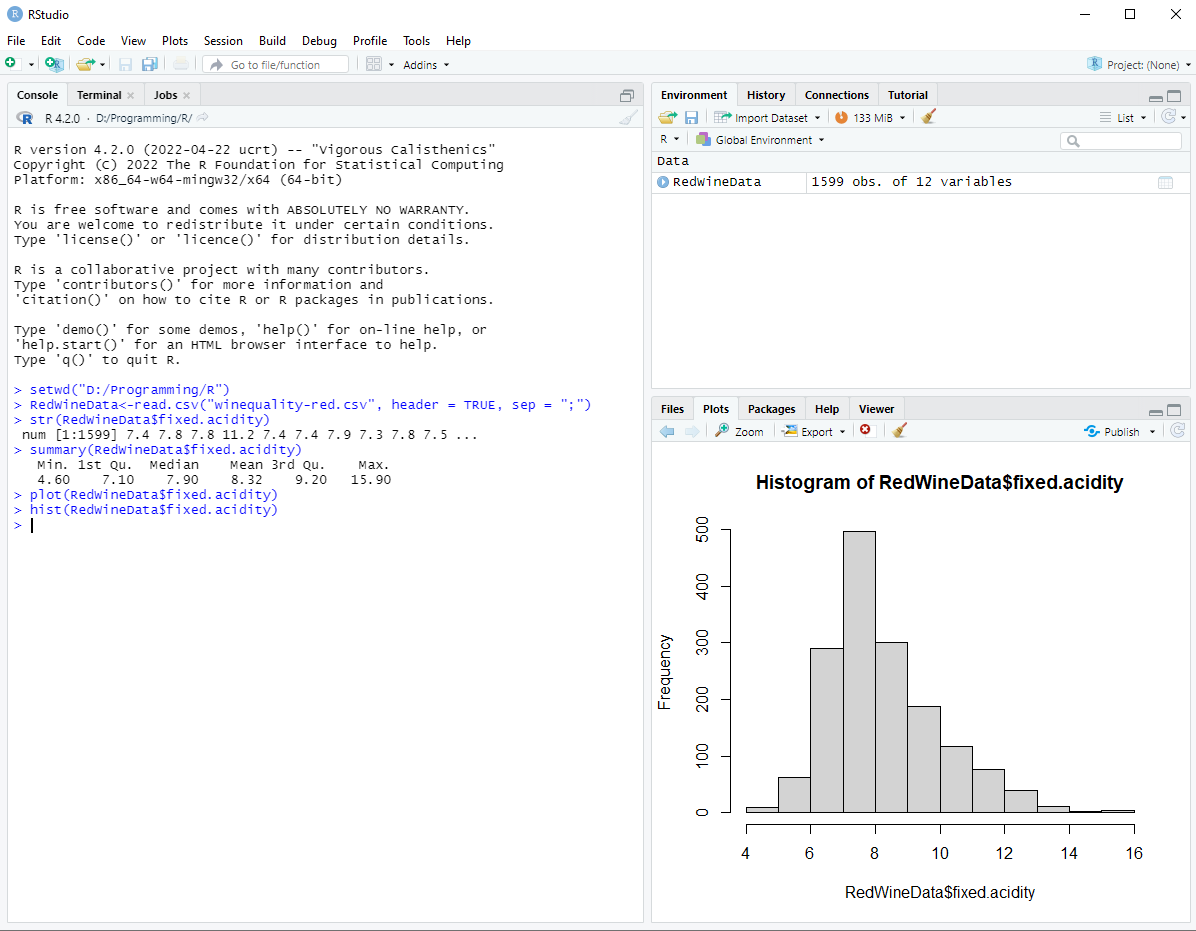 RStudio
File Edit Code View Plots Session Build Debug Profile Tools Help
Go to file/function Addins Project: (None)
Console Terminal Jobs
R 4.2.0 · D:/Programming/R/
R version 4.2.0 (2022-04-22 ucrt) -- "Vigorous Calisthenics"
Copyright (C) 2022 The R Foundation for Statistical Computing
Platform: x86_64-w64-mingw32/x64 (64-bit)
R is free software and comes with ABSOLUTELY NO WARRANTY.
You are welcome to redistribute it under certain conditions.
Type 'license()' or 'licence()' for distribution details.
R is a collaborative project with many contributors.
Type 'contributors()' for more information and
'citation()' on how to cite R or R packages in publications.
Type 'demo()' for some demos, 'help()' for on-line help, or
'help.start()' for an HTML browser interface to help.
Type 'q()' to quit R.
> setwd("D:/Programming/R")
> RedWineData<-read.csv("winequality-red.csv", header = TRUE, sep = ";")
> str(RedWineData$fixed.acidity)
num [1:1599] 7.4 7.8 7.8 11.2 7.4 7.4 7.9 7.3 7.8 7.5 ...
> summary(RedWineData$fixed.acidity)
Min. 1st Qu. Median Mean 3rd Qu. Max.
4.60 7.10 7.90 8.32 9.20 15.90
> plot(RedWineData$fixed.acidity)
> hist(RedWineData$fixed.acidity)
>
Environment History Connections Tutorial
Import Dataset 133 MiB List
R Global Environment
Data
RedWineData 1599 obs. of 12 variables
Files Plots Packages Help Viewer
Zoom Export Publish
Histogram of RedWineData$fixed.acidity
Frequency
500
400
300
200
100
0
4 6 8 10 12 14 16
RedWineData$fixed.acidity